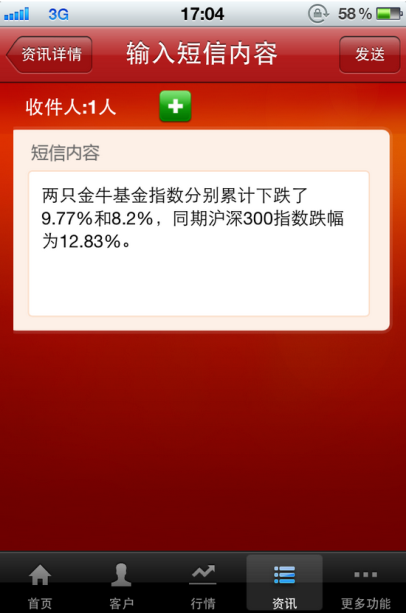 3G 17:04 58%
资讯详情 输入短信内容 发送
收件人:1人
短信内容
两只金牛基金指数分别累计下跌了
9.77%和8.2%，同期沪深300指数跌幅
为12.83%。
首页 客户 行情 资讯 更多功能